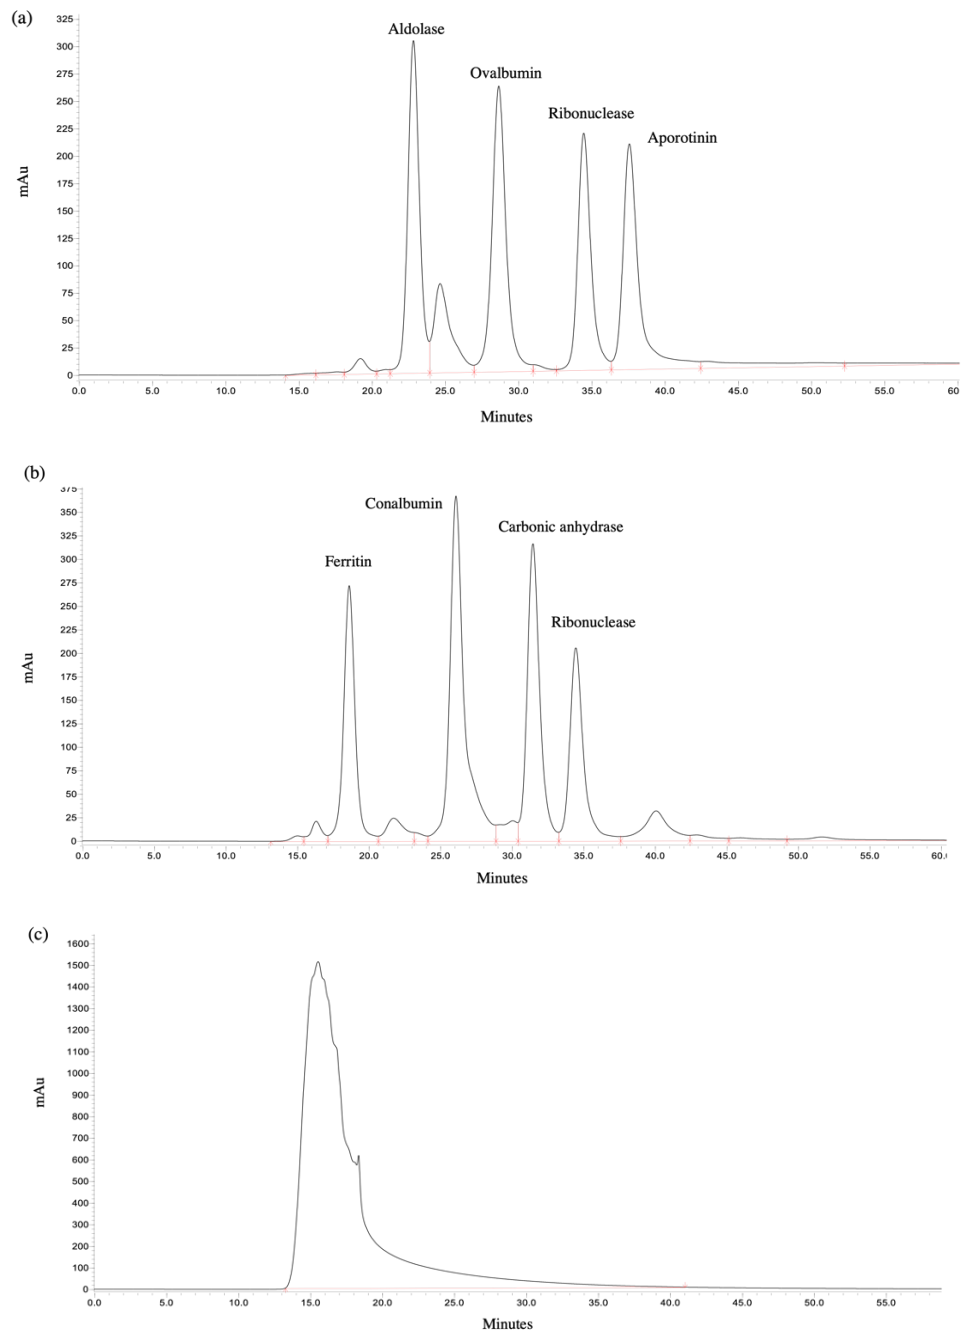 (a)
325
300
275
250
225
200
175
150
125
100
75
50
25
0
mAu
Aldolase
Ovalbumin
Ribonuclease
Aporotinin
0.0 5.0 10.0 15.0 20.0 25.0 30.0 35.0 40.0 45.0 50.0 55.0 60.
Minutes
(b)
375
350
325
300
275
250
225
200
175
150
125
100
75
50
25
0
mAu
Conalbumin
Carbonic anhydrase
Ferritin
Ribonuclease
0.0 5.0 10.0 15.0 20.0 25.0 30.0 35.0 40.0 45.0 50.0 55.0 60.
Minutes
(c)
1600
1500
1400
1300
1200
1100
1000
900
800
700
600
500
400
300
200
100
0
mAu
0.0 5.0 10.0 15.0 20.0 25.0 30.0 35.0 40.0 45.0 50.0 55.0
Minutes